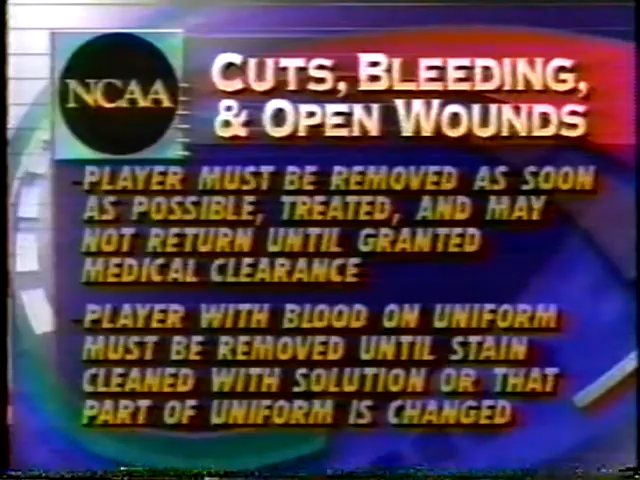 NCAA
CUTS, BLEEDING,
& OPEN WOUNDS
-PLAYER MUST BE REMOVED AS SOON
AS POSSIBLE, TREATED, AND MAY
NOT RETURN UNTIL GRANTED
MEDICAL CLEARANCE
-PLAYER WITH BLOOD ON UNIFORM
MUST BE REMOVED UNTIL STAIN
CLEANED WITH SOLUTION OR THAT
PART OF UNIFORM IS CHANGED